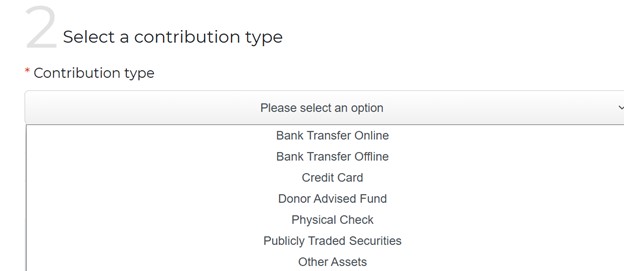 2 Select a contribution type
* Contribution type
Please select an option
Bank Transfer Online
Bank Transfer Offline
Credit Card
Donor Advised Fund
Physical Check
Publicly Traded Securities
Other Assets